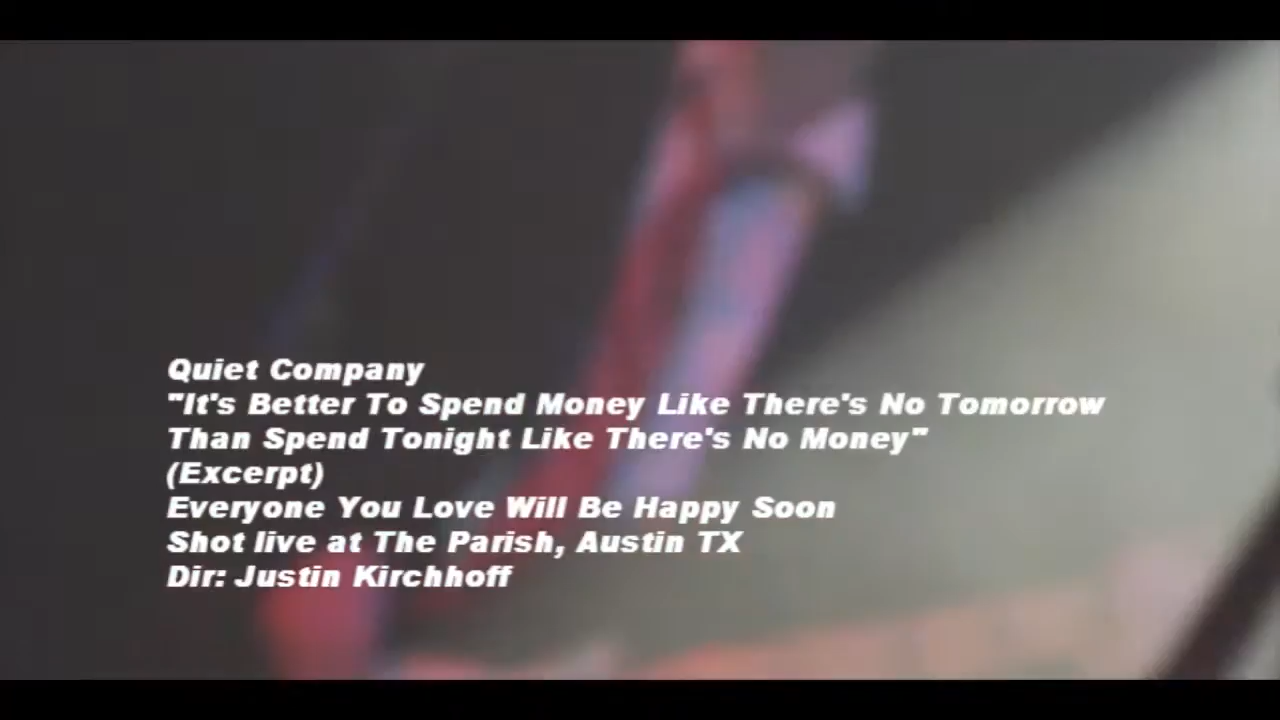 Quiet Company
"It's Better To Spend Money Like There's No Tomorrow
Than Spend Tonight Like There's No Money"
(Excerpt)
Everyone You Love Will Be Happy Soon
Shot live at The Parish, Austin TX
Dir: Justin Kirchhoff